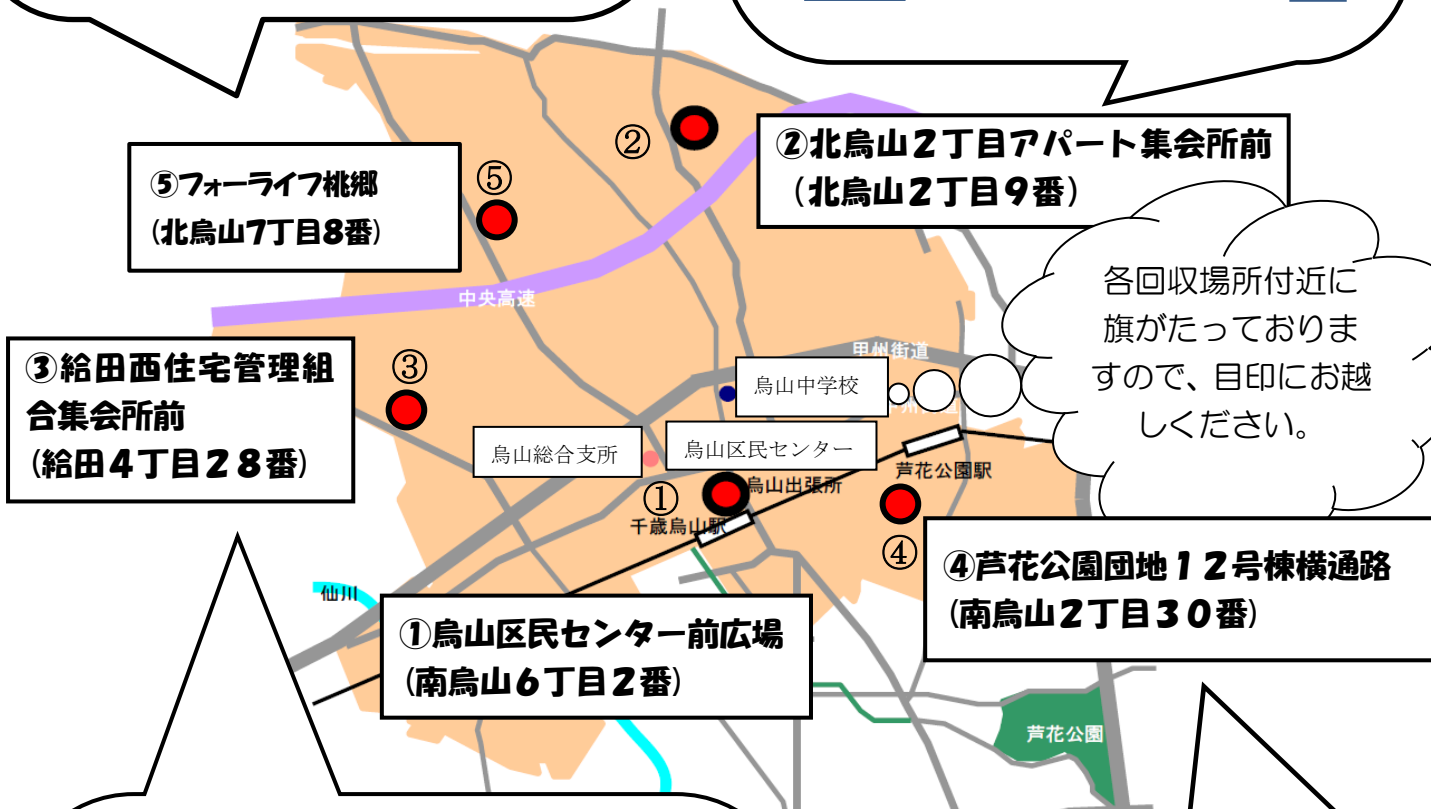 ②
②北烏山２丁目アパート集会所前
（北烏山２丁目９番）
⑤フォーライフ桃郷
(北烏山7丁目8番)
⑤
中央高速
各回収場所付近に
旗がたっておりま
すので、目印にお越
しください。
③給田西住宅管理組
合集会所前
(給田４丁目２８番)
③
甲州街道
烏山中学校
烏山総合支所
烏山区民センター
芦花公園駅
烏山出張所
①
千歳烏山駅
④
④芦花公園団地１２号棟横通路
(南烏山２丁目３０番)
仙川
①烏山区民センター前広場
(南烏山６丁目２番)
芦花公園